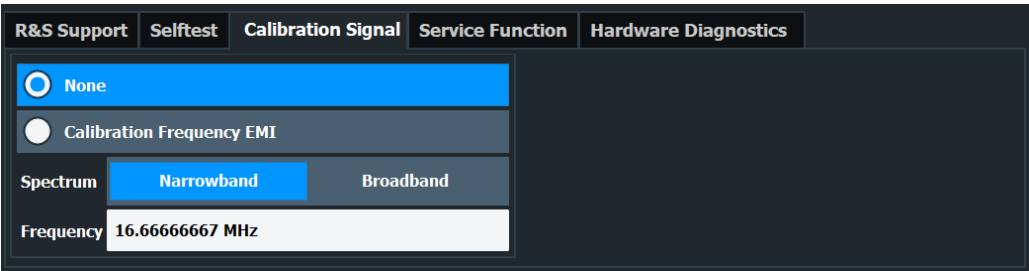 R&S Support Selftest Calibration Signal Service Function Hardware Diagnostics
None
Calibration Frequency EMI
Spectrum Narrowband Broadband
Frequency 16.66666667 MHz